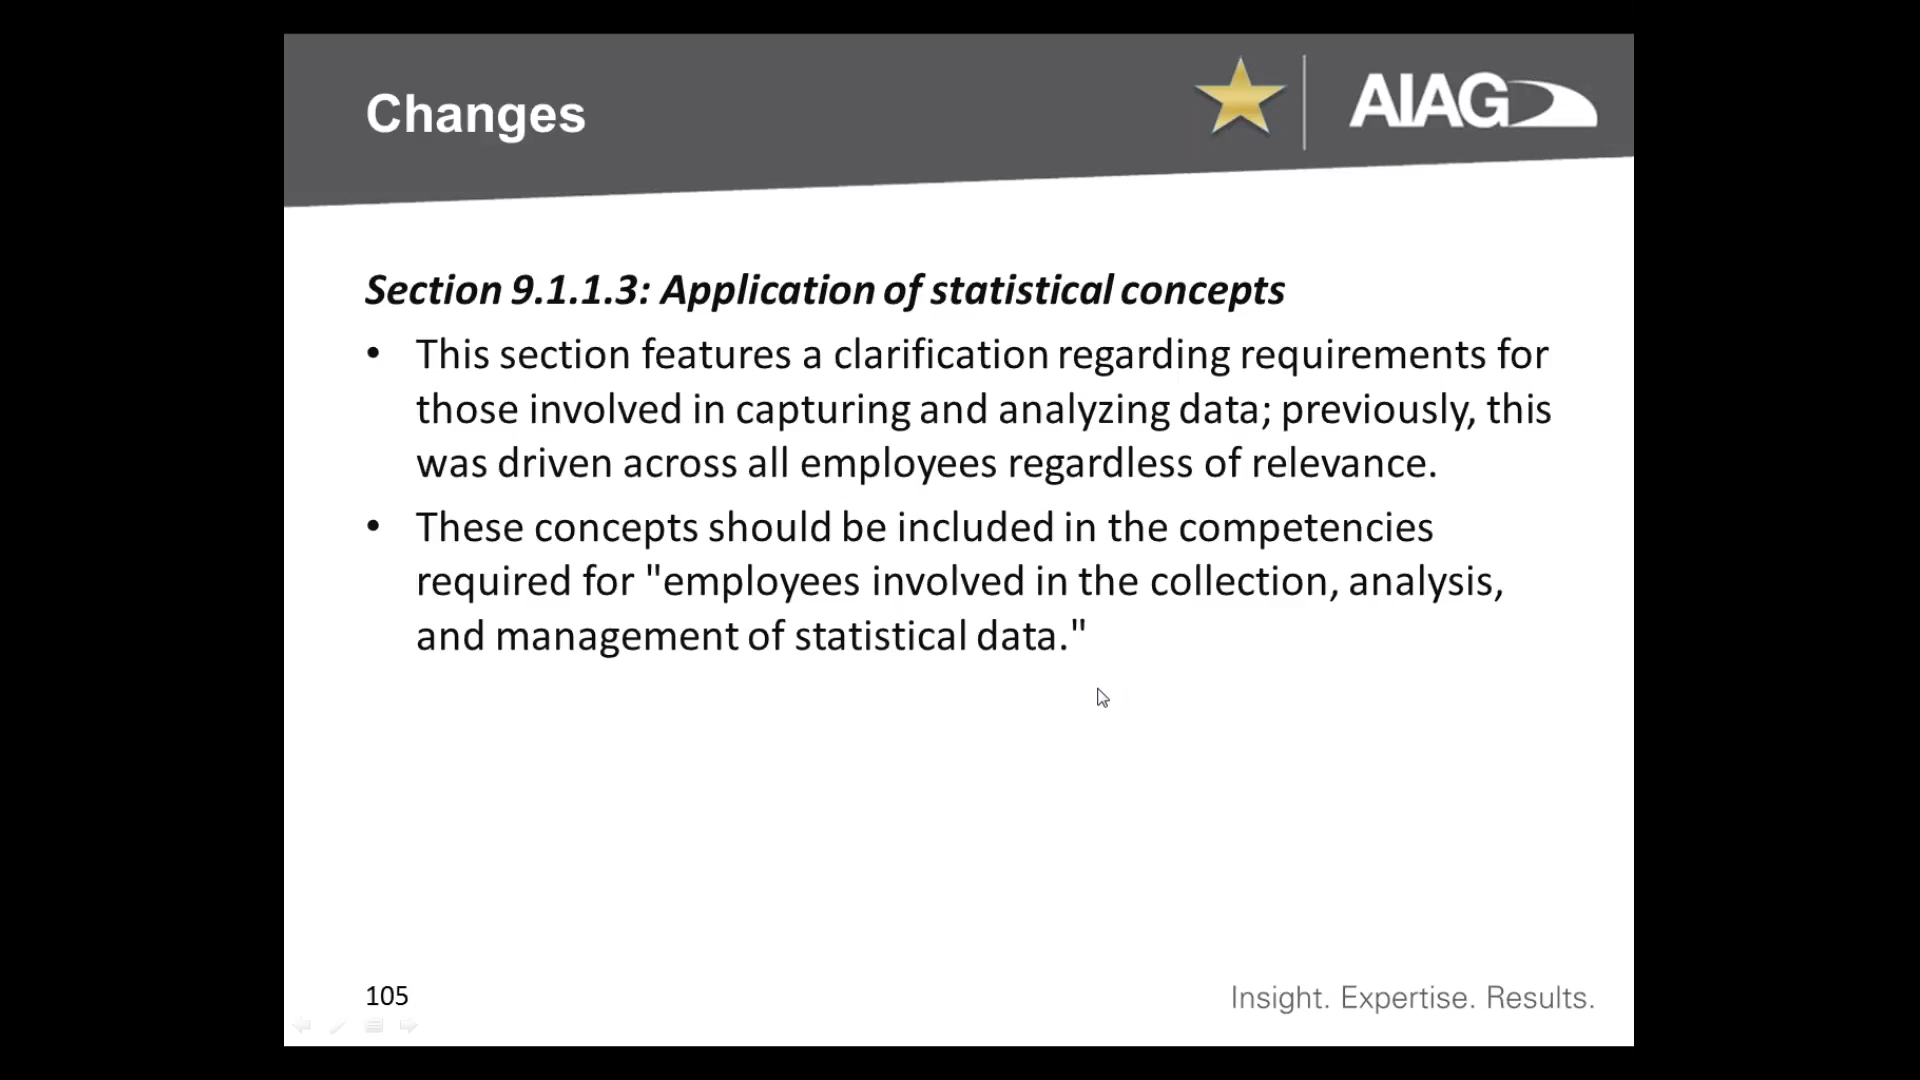 Changes
AIAG
Section 9.1.1.3: Application of statistical concepts
• This section features a clarification regarding requirements for
those involved in capturing and analyzing data; previously, this
was driven across all employees regardless of relevance.
• These concepts should be included in the competencies
required for "employees involved in the collection, analysis,
and management of statistical data."
105
Insight. Expertise. Results.